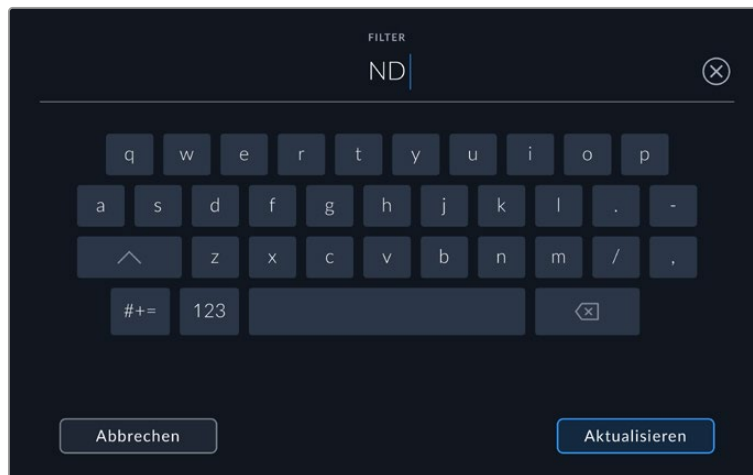 FILTER
ND
q w e r t y u i o p
a s d f g h j k l . -
z x c v b n m / ,
#+= 123
Abbrechen Aktualisieren